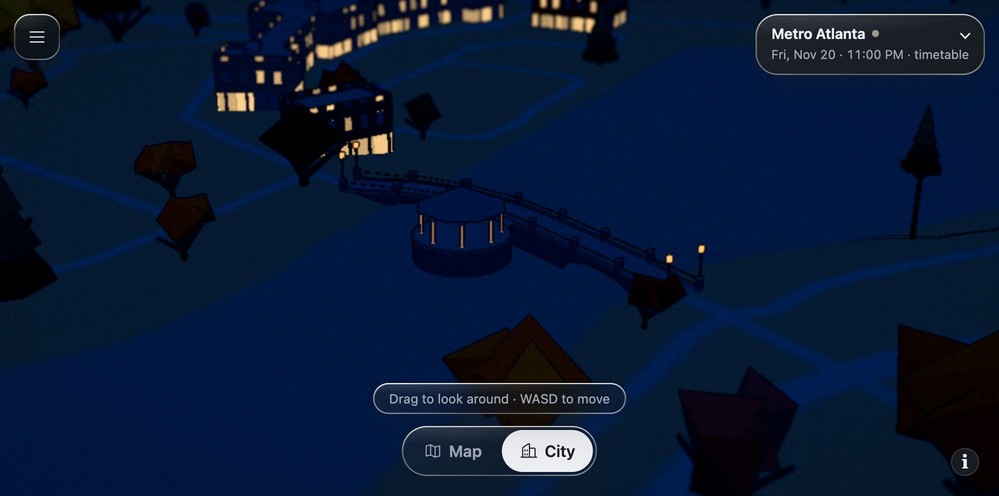 Metro Atlanta
Fri, Nov 20 · 11:00 PM · timetable
Drag to look around · WASD to move
Map
City